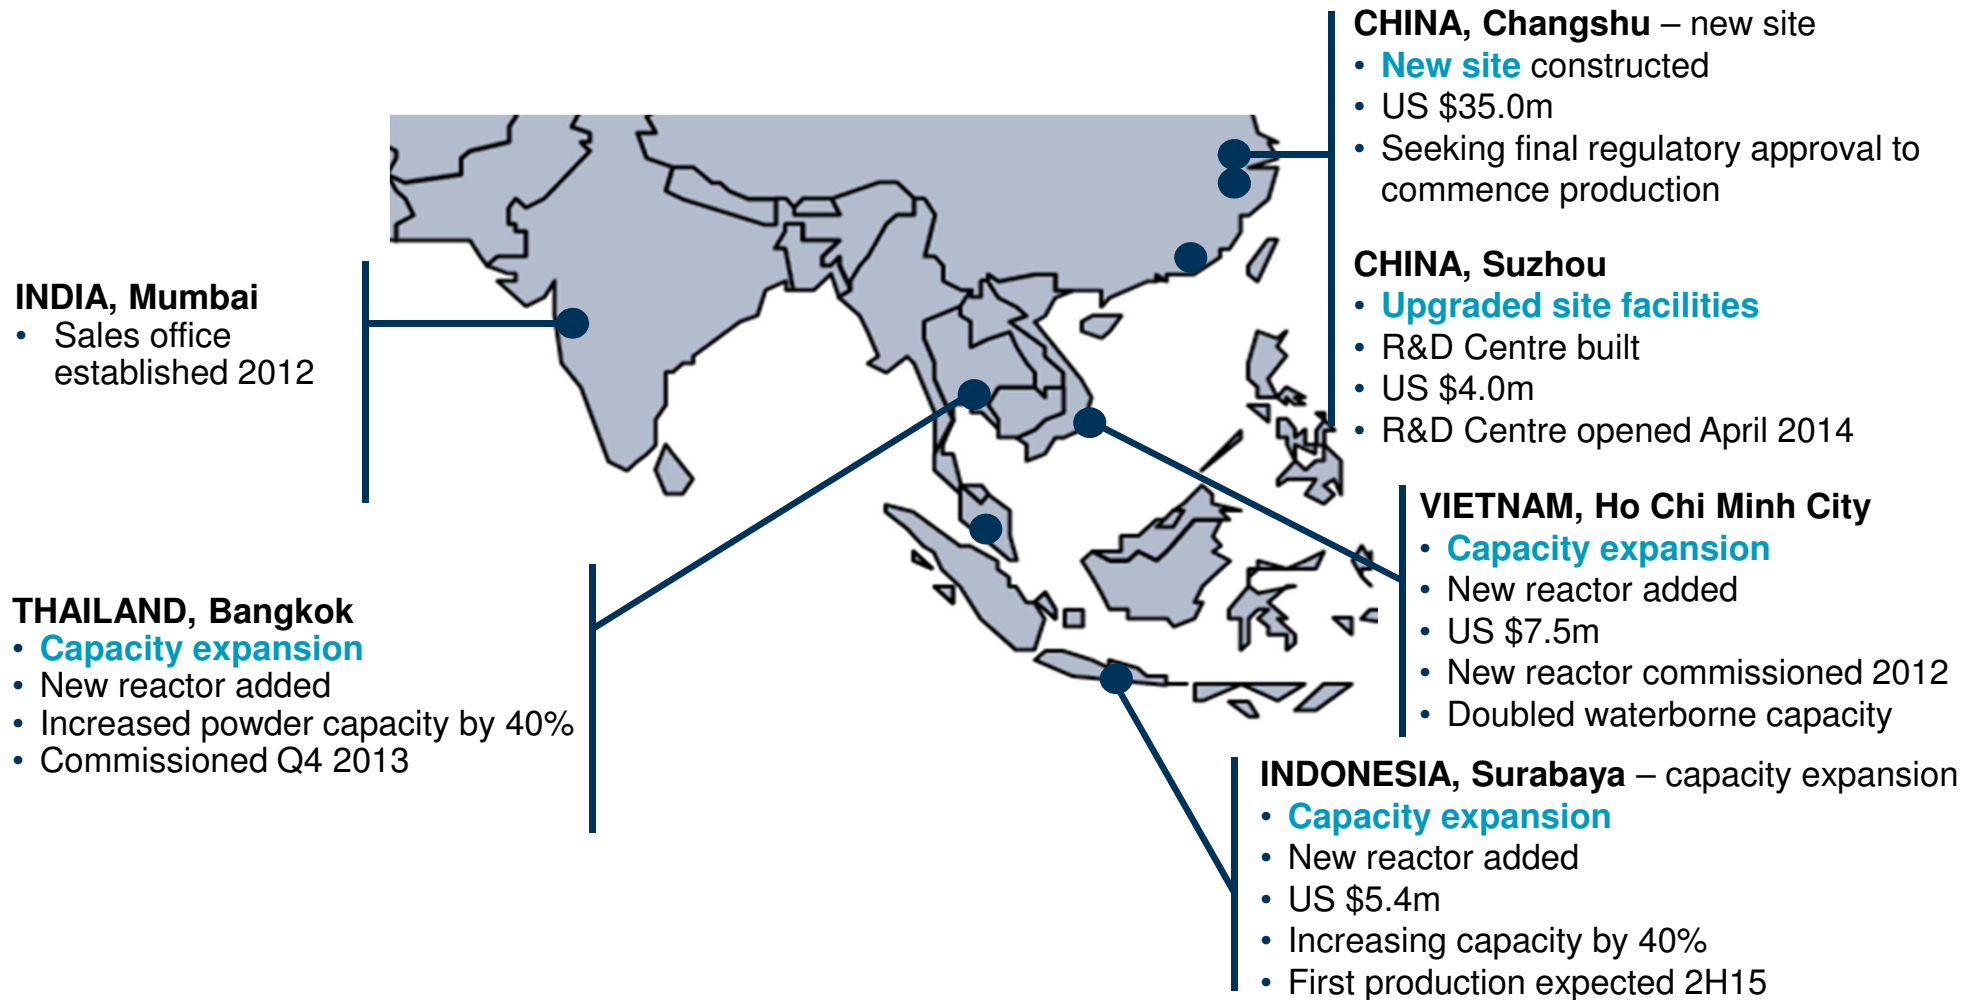 CHINA, Changshu – new site
• New site constructed
• US $35.0m
• Seeking final regulatory approval to
commence production
CHINA, Suzhou
• Upgraded site facilities
• R&D Centre built
• US $4.0m
• R&D Centre opened April 2014
INDIA, Mumbai
• Sales office
established 2012
VIETNAM, Ho Chi Minh City
• Capacity expansion
• New reactor added
• US $7.5m
• New reactor commissioned 2012
• Doubled waterborne capacity
THAILAND, Bangkok
• Capacity expansion
• New reactor added
• Increased powder capacity by 40%
• Commissioned Q4 2013
INDONESIA, Surabaya – capacity expansion
• Capacity expansion
• New reactor added
• US $5.4m
• Increasing capacity by 40%
• First production expected 2H15